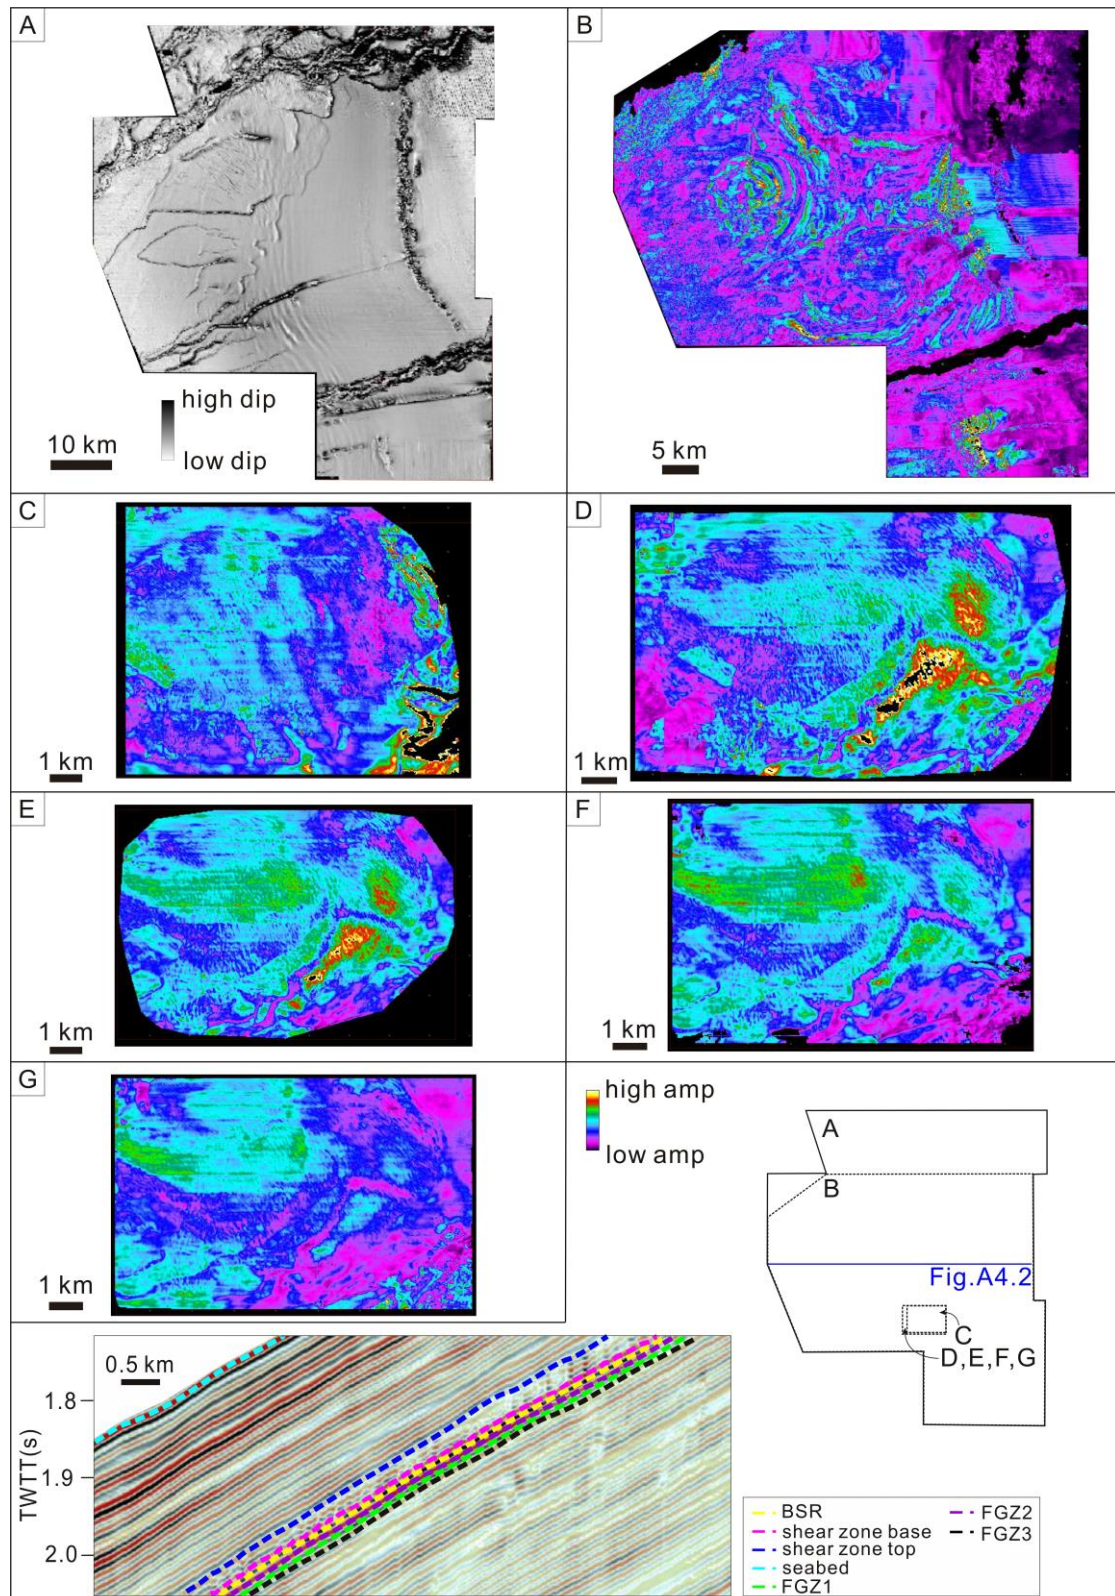 A
high dip
low dip
10 km
B
5 km
C
1 km
D
1 km
E
1 km
F
1 km
G
1 km
high amp
low amp
A
B
Fig.A4.2
C
D,E,F,G
0.5 km
TWTT(s)
1.8
1.9
2.0
BSR
shear zone base
shear zone top
seabed
FGZ1
FGZ2
FGZ3